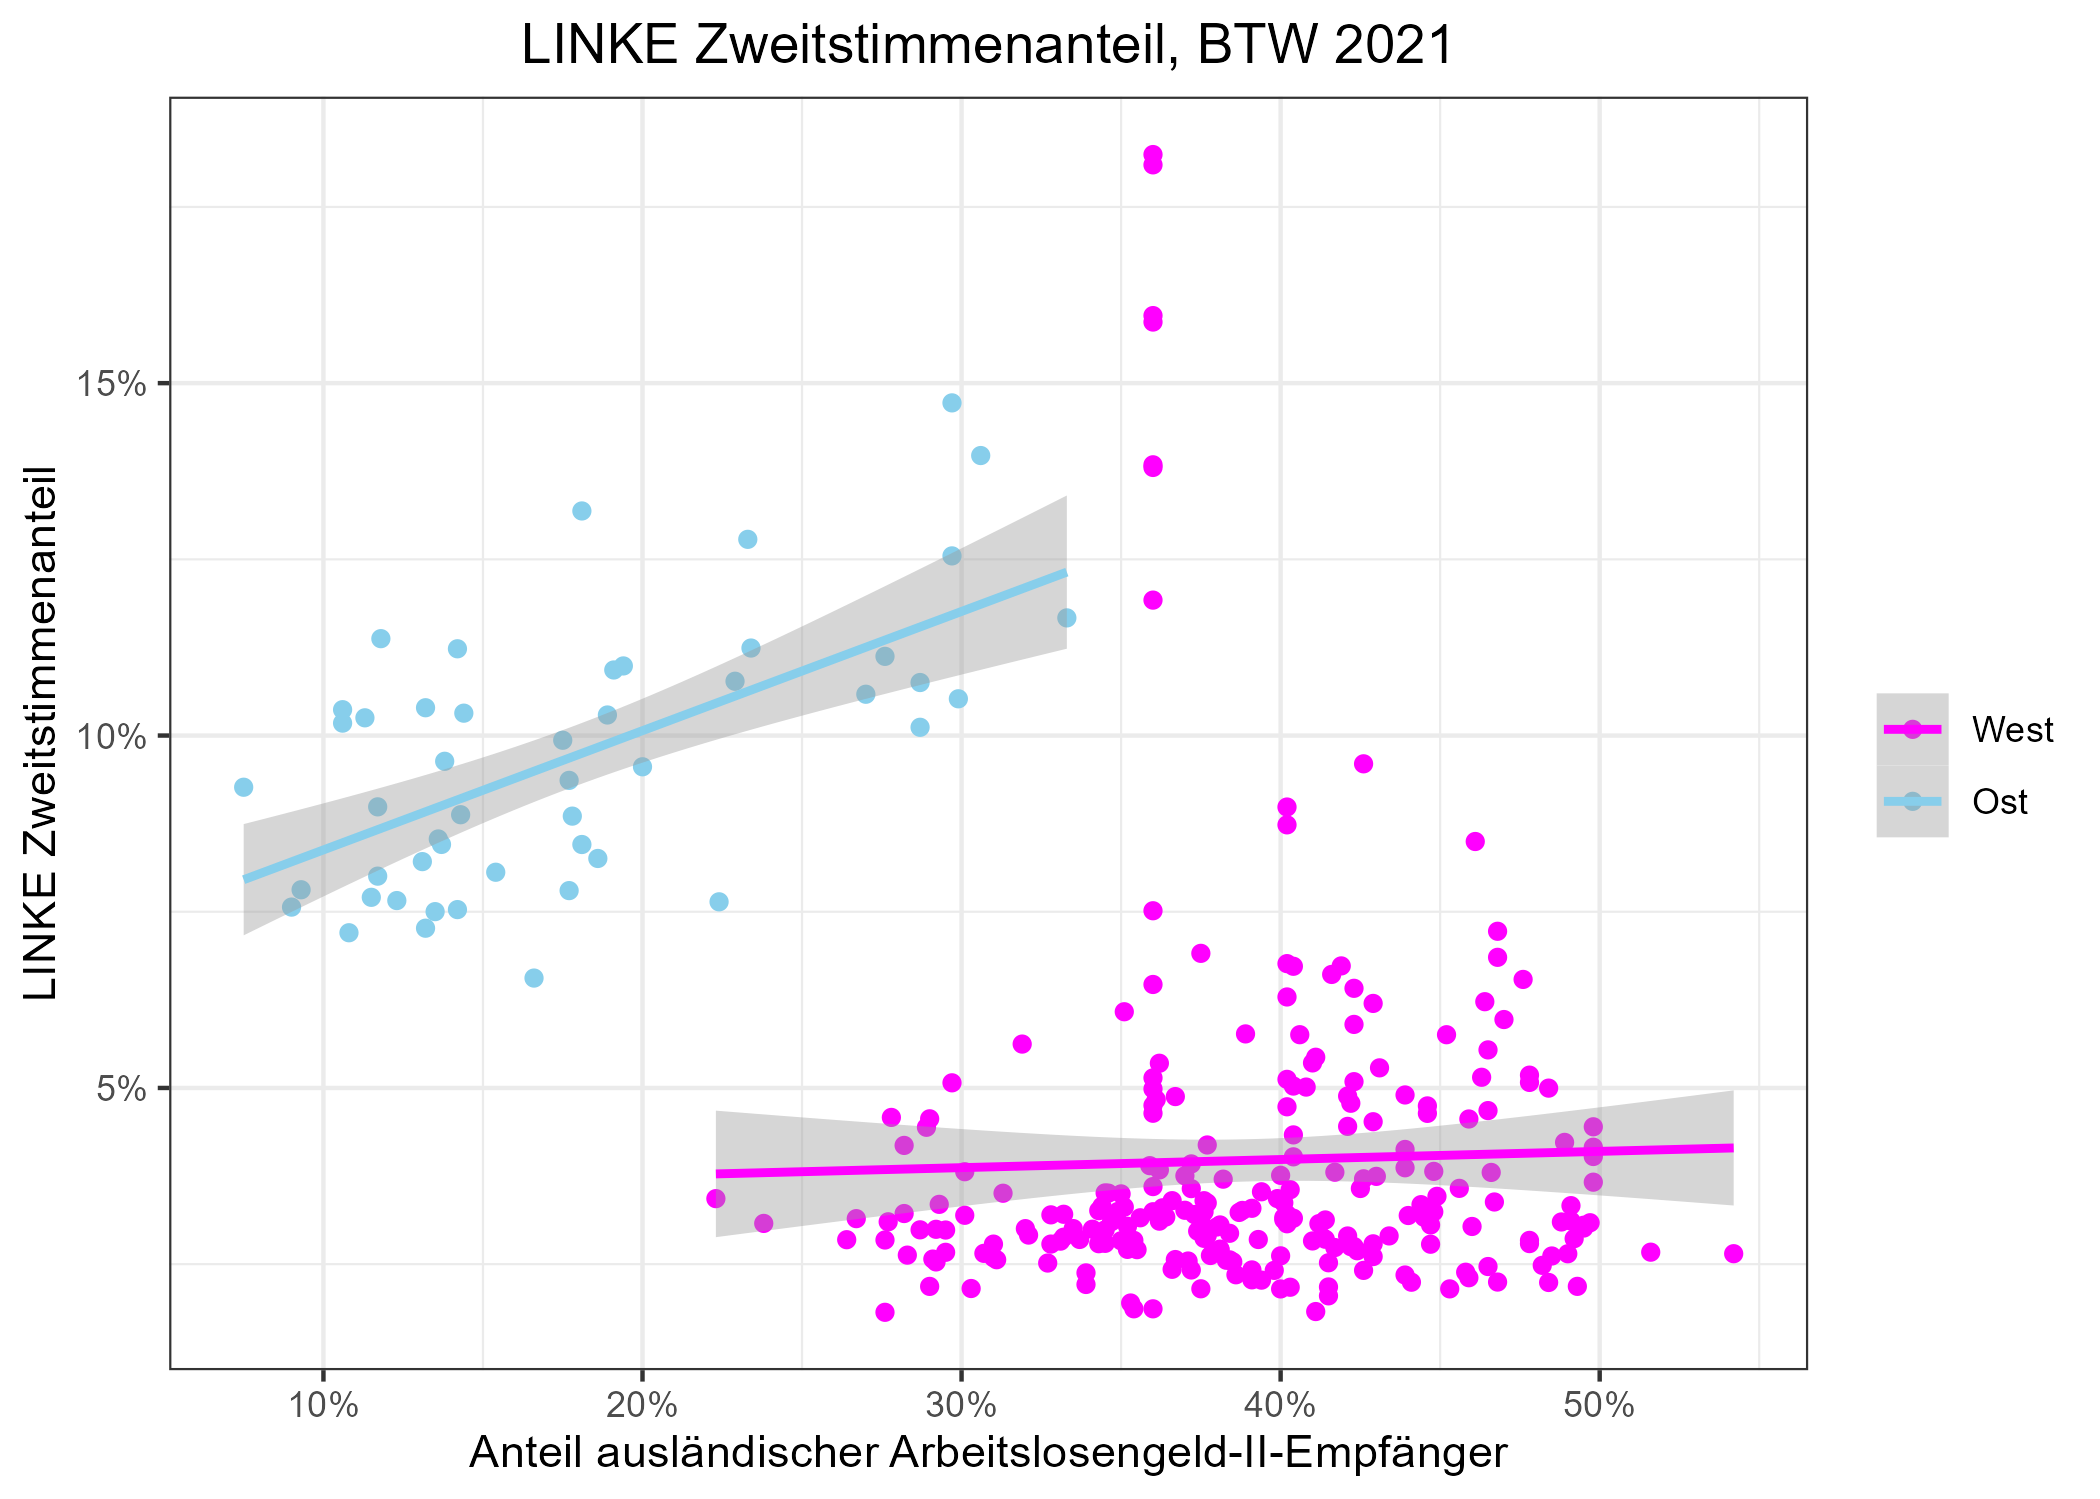 LINKE Zweitstimmenanteil, BTW 2021
LINKE Zweitstimmenanteil
15%
10%
5%
10%
20%
30%
40%
50%
Anteil ausländischer Arbeitslosengeld-II-Empfänger
West
Ost